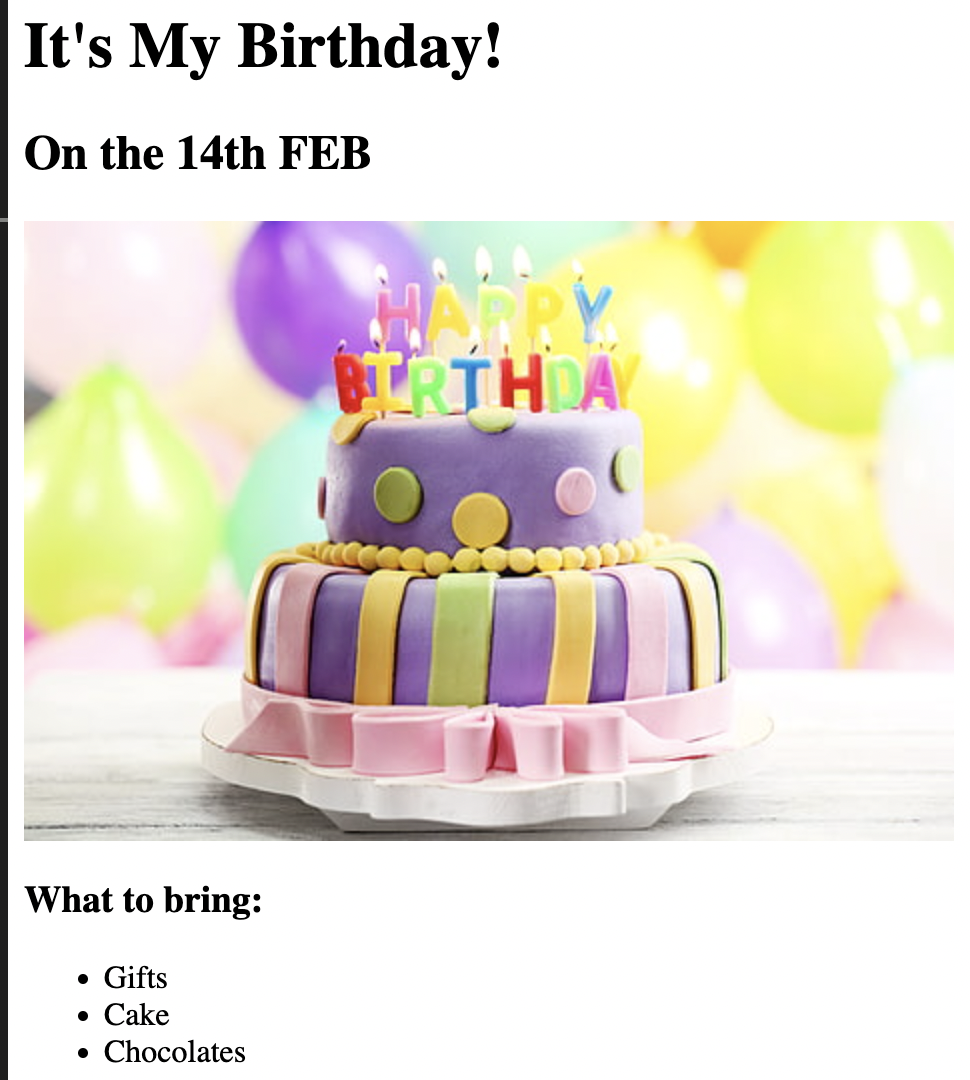 It's My Birthday!
On the 14th FEB
HAPPY
BIRTHDAY
What to bring:
Gifts
Cake
Chocolates